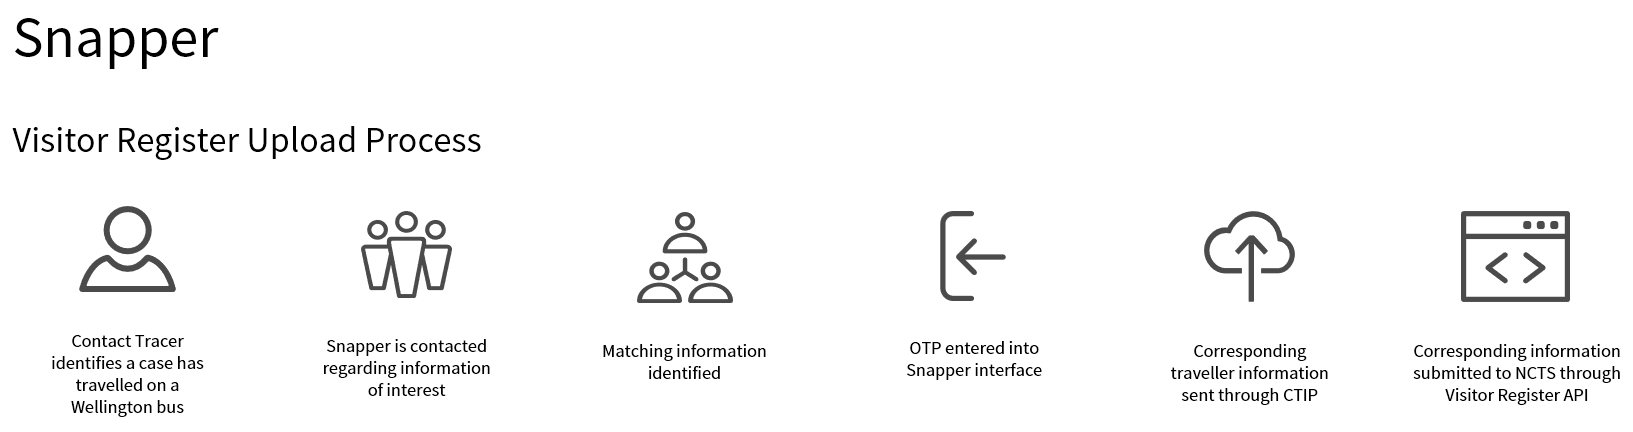 Snapper
Visitor Register Upload Process
Contact Tracer
identifies a case has
travelled on a
Wellington bus
Snapper is contacted
regarding information
of interest
Matching information
identified
OTP entered into
Snapper interface
Corresponding
traveller information
sent through CTIP
Corresponding information
submitted to NCTS through
Visitor Register API